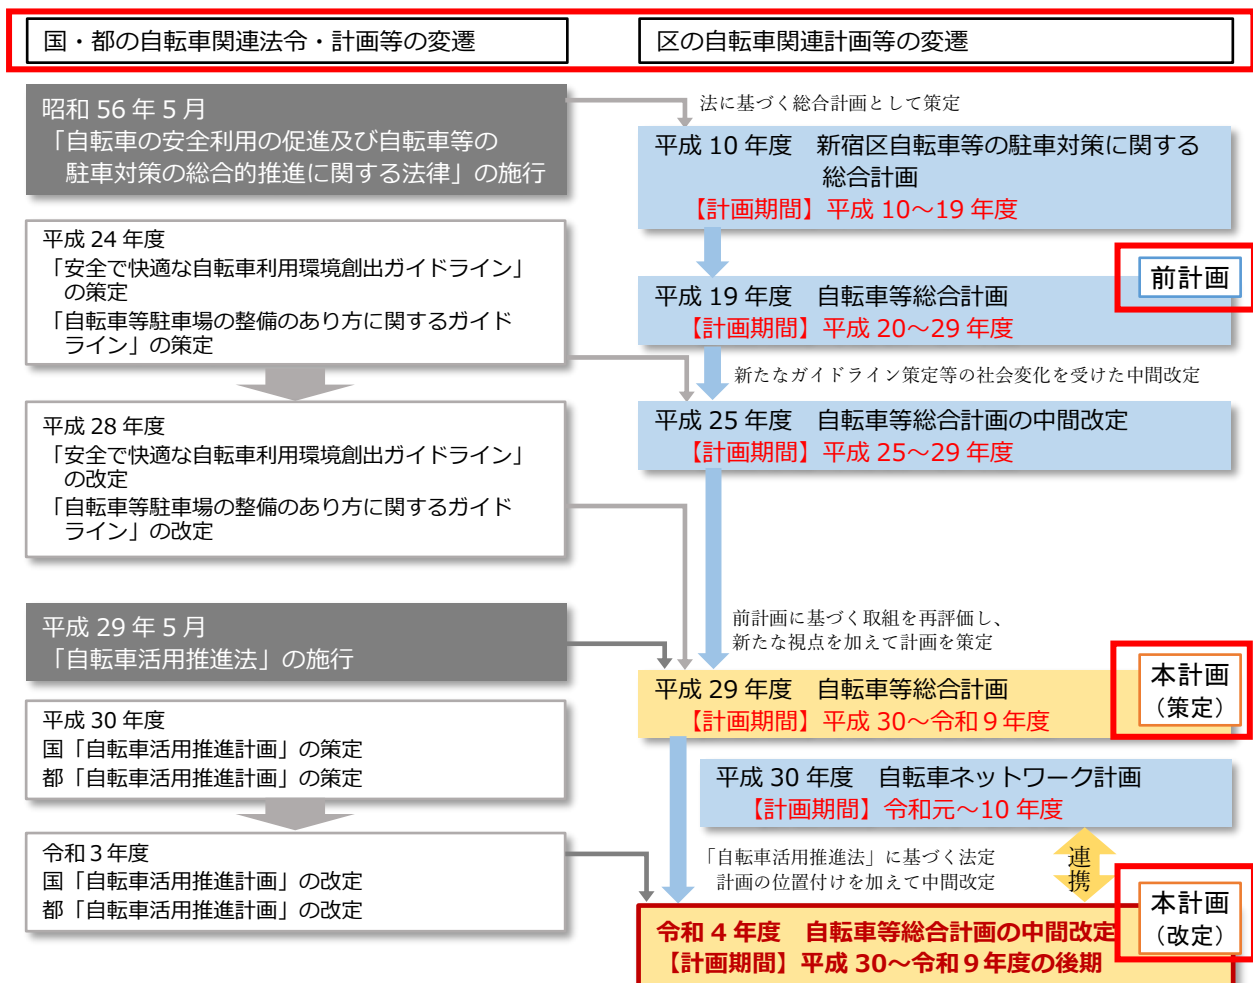 国・都の自転車関連法令・計画等の変遷
区の自転車関連計画等の変遷
昭和 56 年 5 月
「自転車の安全利用の促進及び自転車等の
駐車対策の総合的推進に関する法律」の施行
平成 24 年度
「安全で快適な自転車利用環境創出ガイドライン」
の策定
「自転車等駐車場の整備のあり方に関するガイド
ライン」の策定
平成 28 年度
「安全で快適な自転車利用環境創出ガイドライン」
の改定
「自転車等駐車場の整備のあり方に関するガイド
ライン」の改定
平成 29 年 5 月
「自転車活用推進法」の施行
平成 30 年度
国「自転車活用推進計画」の策定
都「自転車活用推進計画」の策定
令和３年度
国「自転車活用推進計画」の改定
都「自転車活用推進計画」の改定
法に基づく総合計画として策定
平成 10 年度　新宿区自転車等の駐車対策に関する
総合計画
【計画期間】平成 10～19 年度
前計画
平成 19 年度　自転車等総合計画
【計画期間】平成 20～29 年度
新たなガイドライン策定等の社会変化を受けた中間改定
平成 25 年度　自転車等総合計画の中間改定
【計画期間】平成 25～29 年度
前計画に基づく取組を再評価し、
新たな視点を加えて計画を策定
本計画
（策定）
平成 29 年度　自転車等総合計画
【計画期間】平成 30～令和９年度
平成 30 年度　自転車ネットワーク計画
【計画期間】令和元～10 年度
「自転車活用推進法」に基づく法定
計画の位置付けを加えて中間改定
連携
本計画
（改定）
令和 4 年度　自転車等総合計画の中間改定
【計画期間】平成 30～令和９年度の後期